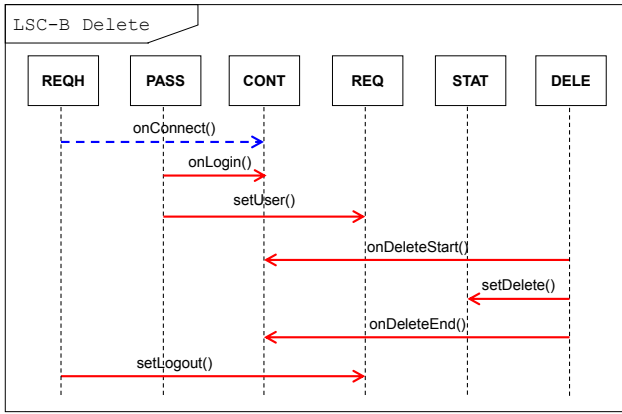 LSC-B Delete
REQH PASS CONT REQ STAT DELE
onConnect()
onLogin()
setUser()
onDeleteStart()
setDelete()
onDeleteEnd()
setLogout()